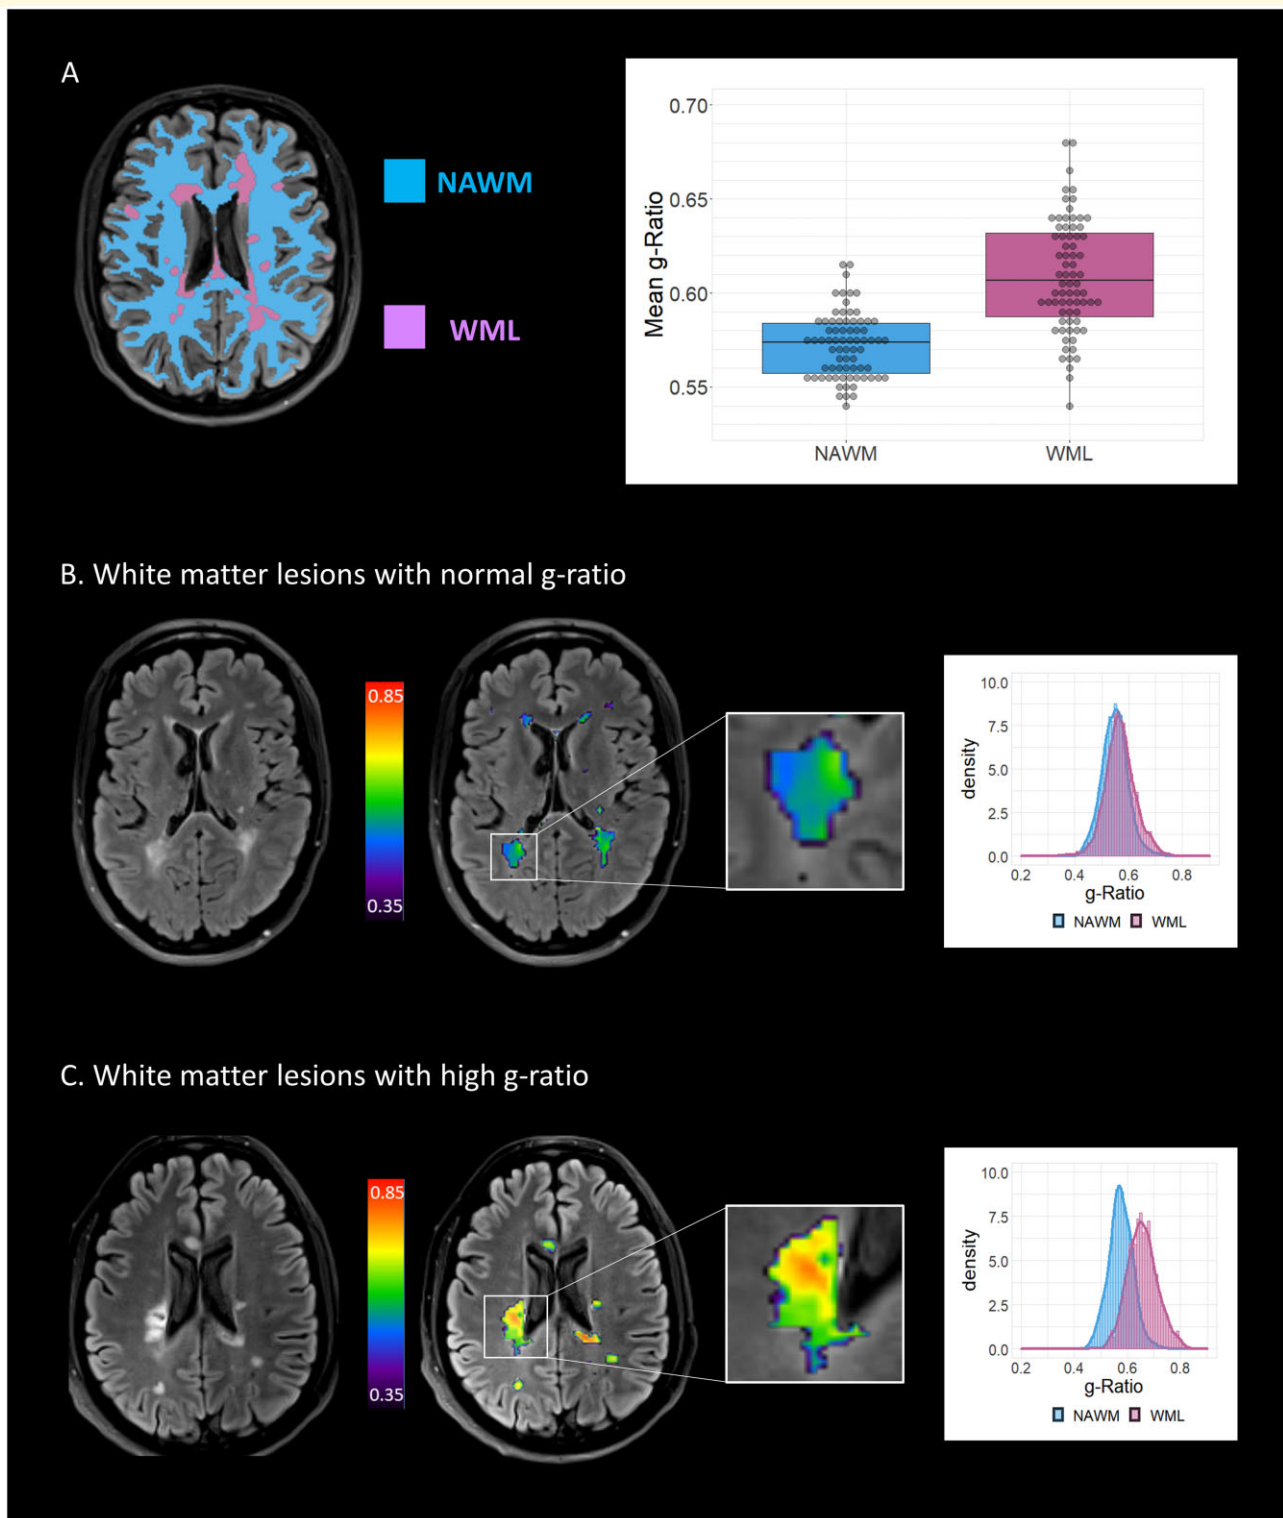 A
NAWM
WML
Mean g-Ratio
0.70
0.65
0.60
0.55
NAWM
WML
B. White matter lesions with normal g-ratio
0.85
0.35
density
10.0
7.5
5.0
2.5
0.0
0.2 0.4 0.6 0.8
g-Ratio
NAWM WML
C. White matter lesions with high g-ratio
0.85
0.35
density
10.0
7.5
5.0
2.5
0.0
0.2 0.4 0.6 0.8
g-Ratio
NAWM WML